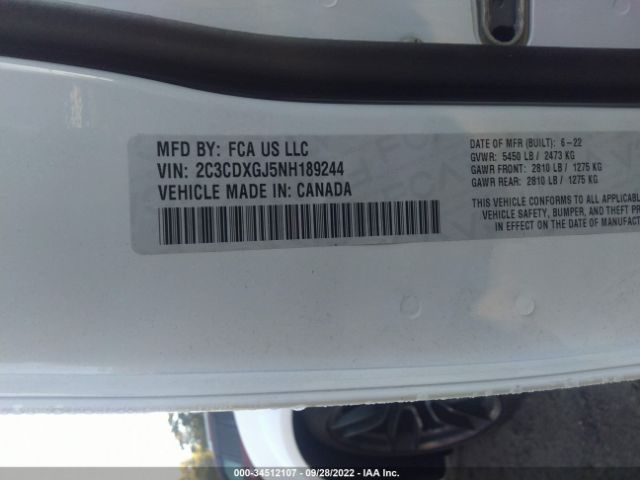 MFD BY: FCA US LLC
VIN: 2C3CDXGJ5NH189244
VEHICLE MADE IN: CANADA
DATE OF MFR (BUILT): 6-22
GVWR: 5450 LB / 2473 KG
GAWR FRONT: 2810 LB / 1275 KG
GAWR REAR: 2810 LB / 1275 KG
THIS VEHICLE CONFORMS TO ALL APPLICABL
VEHICLE SAFETY, BUMPER, AND THEFT PR
IN EFFECT ON THE DATE OF MANUFACT
000-34512107 - 09/28/2022 - IAA Inc.